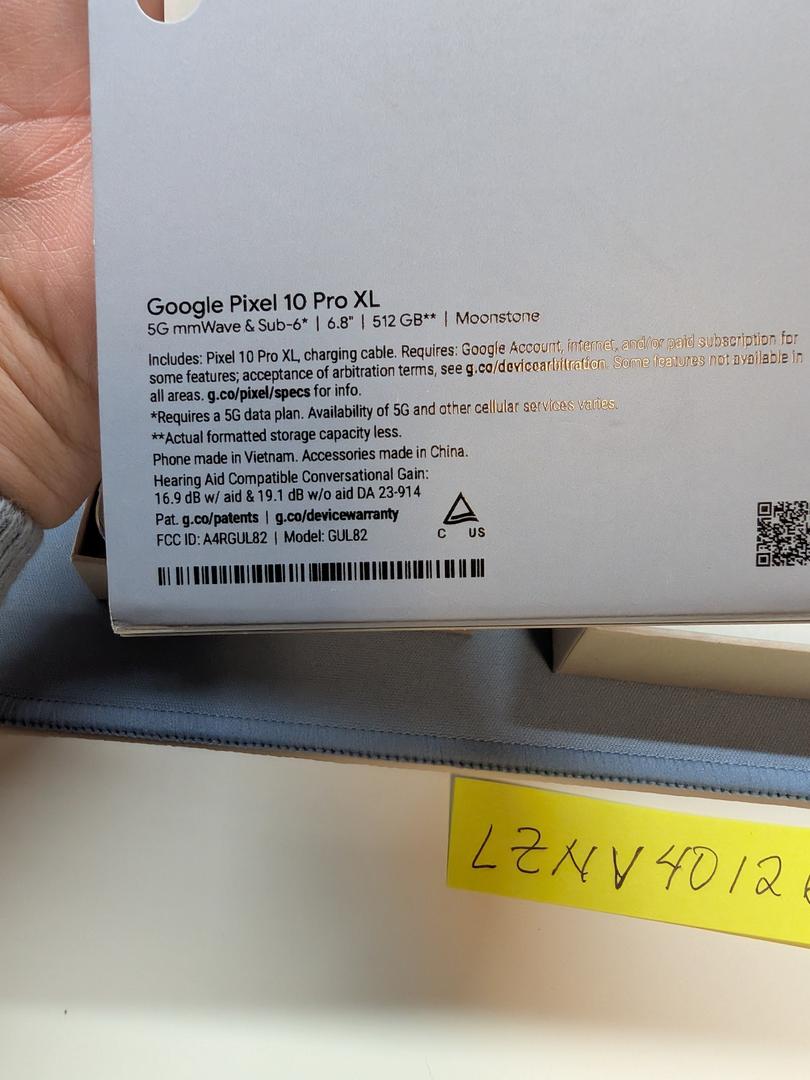 Google Pixel 10 Pro XL
5G mmWave & Sub-6* | 6.8" | 512 GB** | Moonstone
Includes: Pixel 10 Pro XL, charging cable. Requires: Google Account, internet, and/or paid subscription for
some features; acceptance of arbitration terms, see g.co/devicearbitration. Some features not available in
all areas. g.co/pixel/specs for info.
*Requires a 5G data plan. Availability of 5G and other cellular services varies.
**Actual formatted storage capacity less.
Phone made in Vietnam. Accessories made in China.
Hearing Aid Compatible Conversational Gain:
16.9 dB w/ aid & 19.1 dB w/o aid DA 23-914
Pat. g.co/patents | g.co/devicewarranty
C US
FCC ID: A4RGUL82 | Model: GUL82
LZNV4012